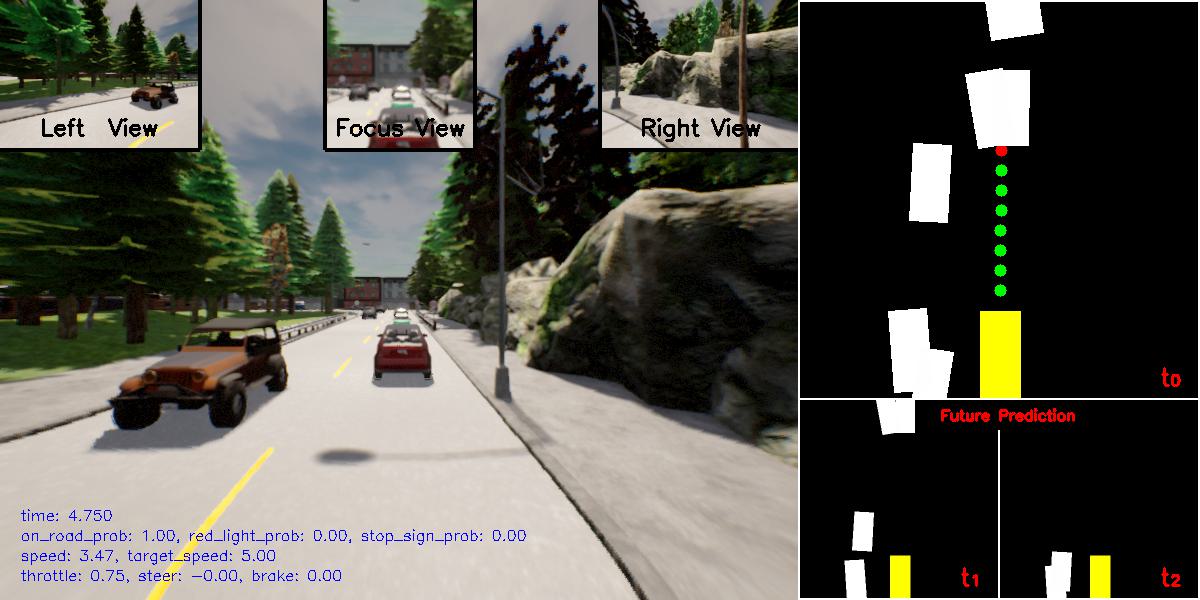 Left View
Focus View
Right View
t0
Future Prediction
t1
t2
time: 4.750
on_road_prob: 1.00, red_light_prob: 0.00, stop_sign_prob: 0.00
speed: 3.47, target_speed: 5.00
throttle: 0.75, steer: −0.00, brake: 0.00